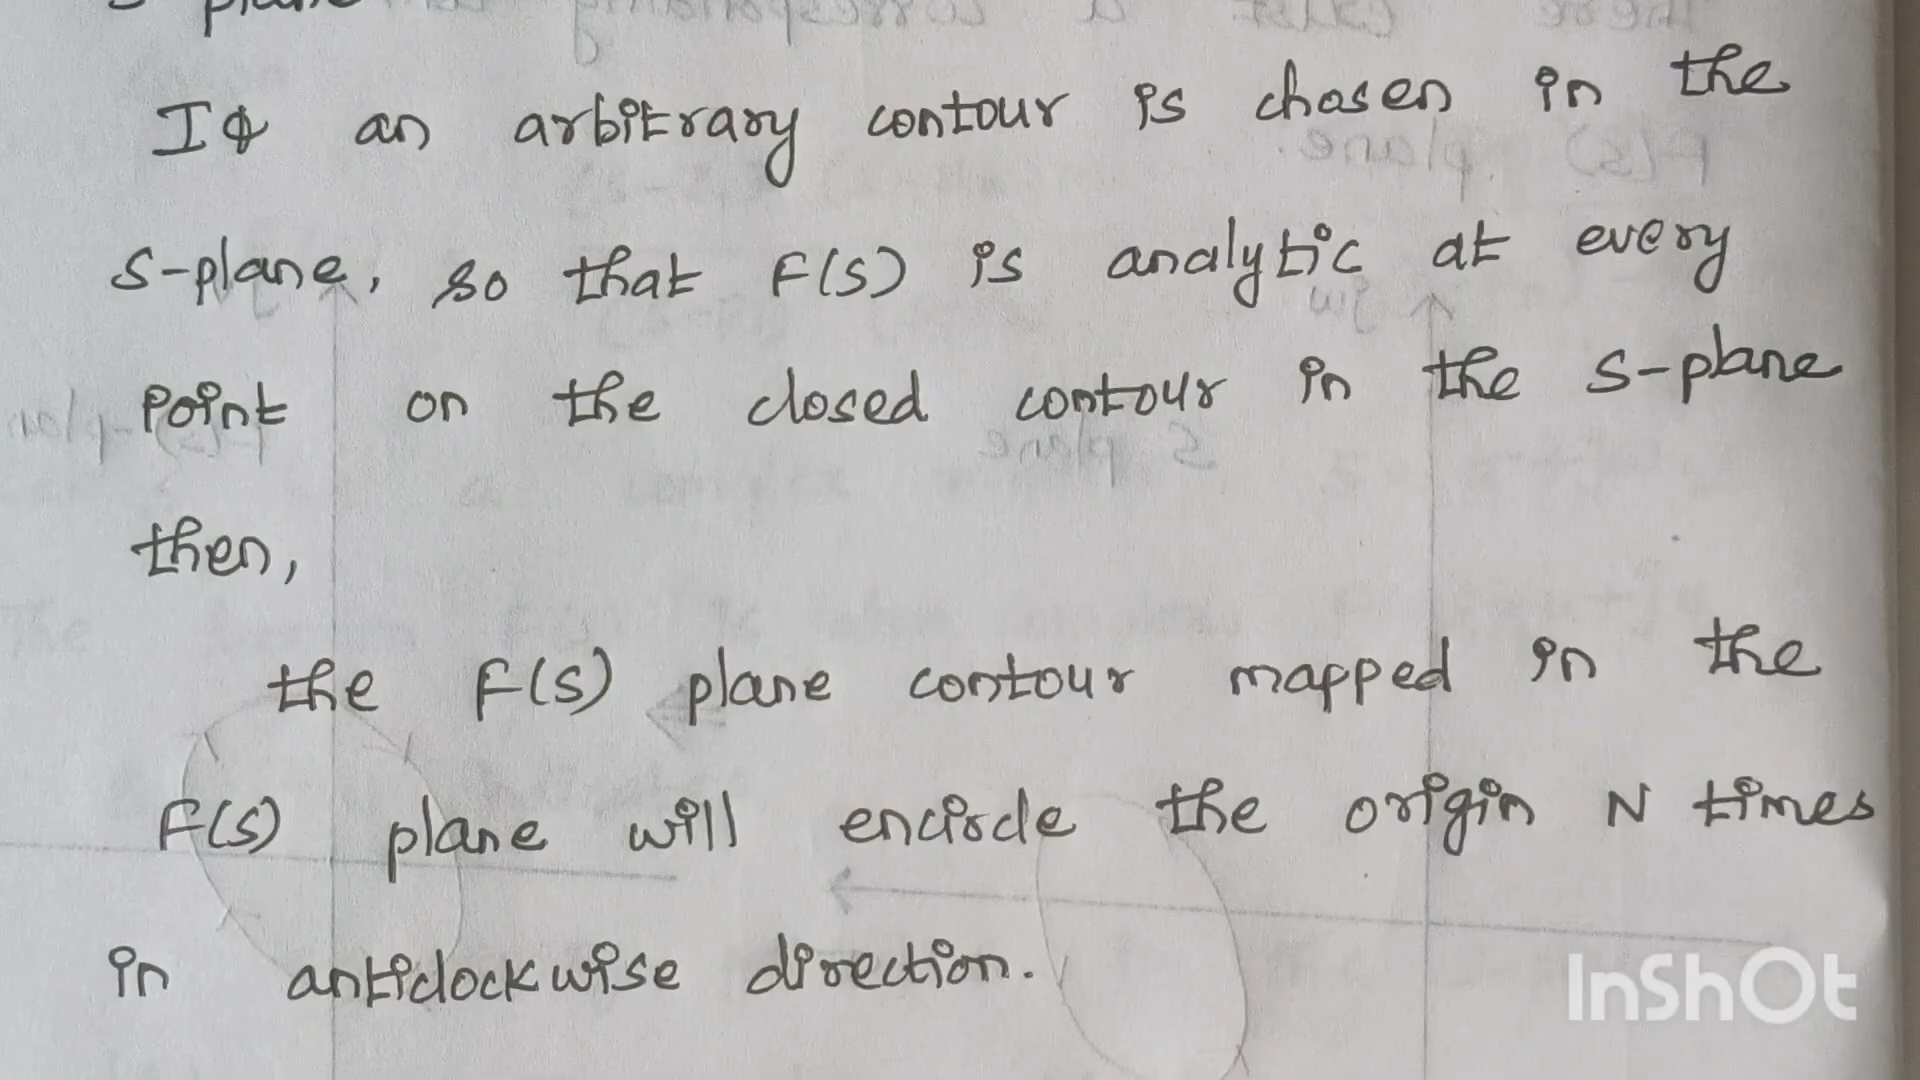 plane
If an arbitrary contour is chosen in the
s-plane, so that F(s) is analytic at every
point on the closed contour in the s-plane
then,
the F(s) plane contour mapped in the
F(s) plane will encircle the origin N times
in anticlockwise direction.
InShOt